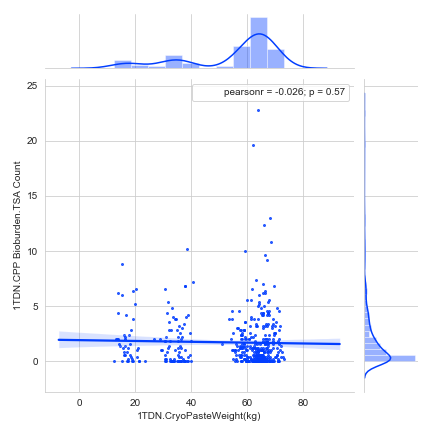 pearsonr = -0.026; p = 0.57
25
20
15
10
5
0
1TDN.CPP Bioburden.TSA Count
0 20 40 60 80
1TDN.CryoPasteWeight(kg)